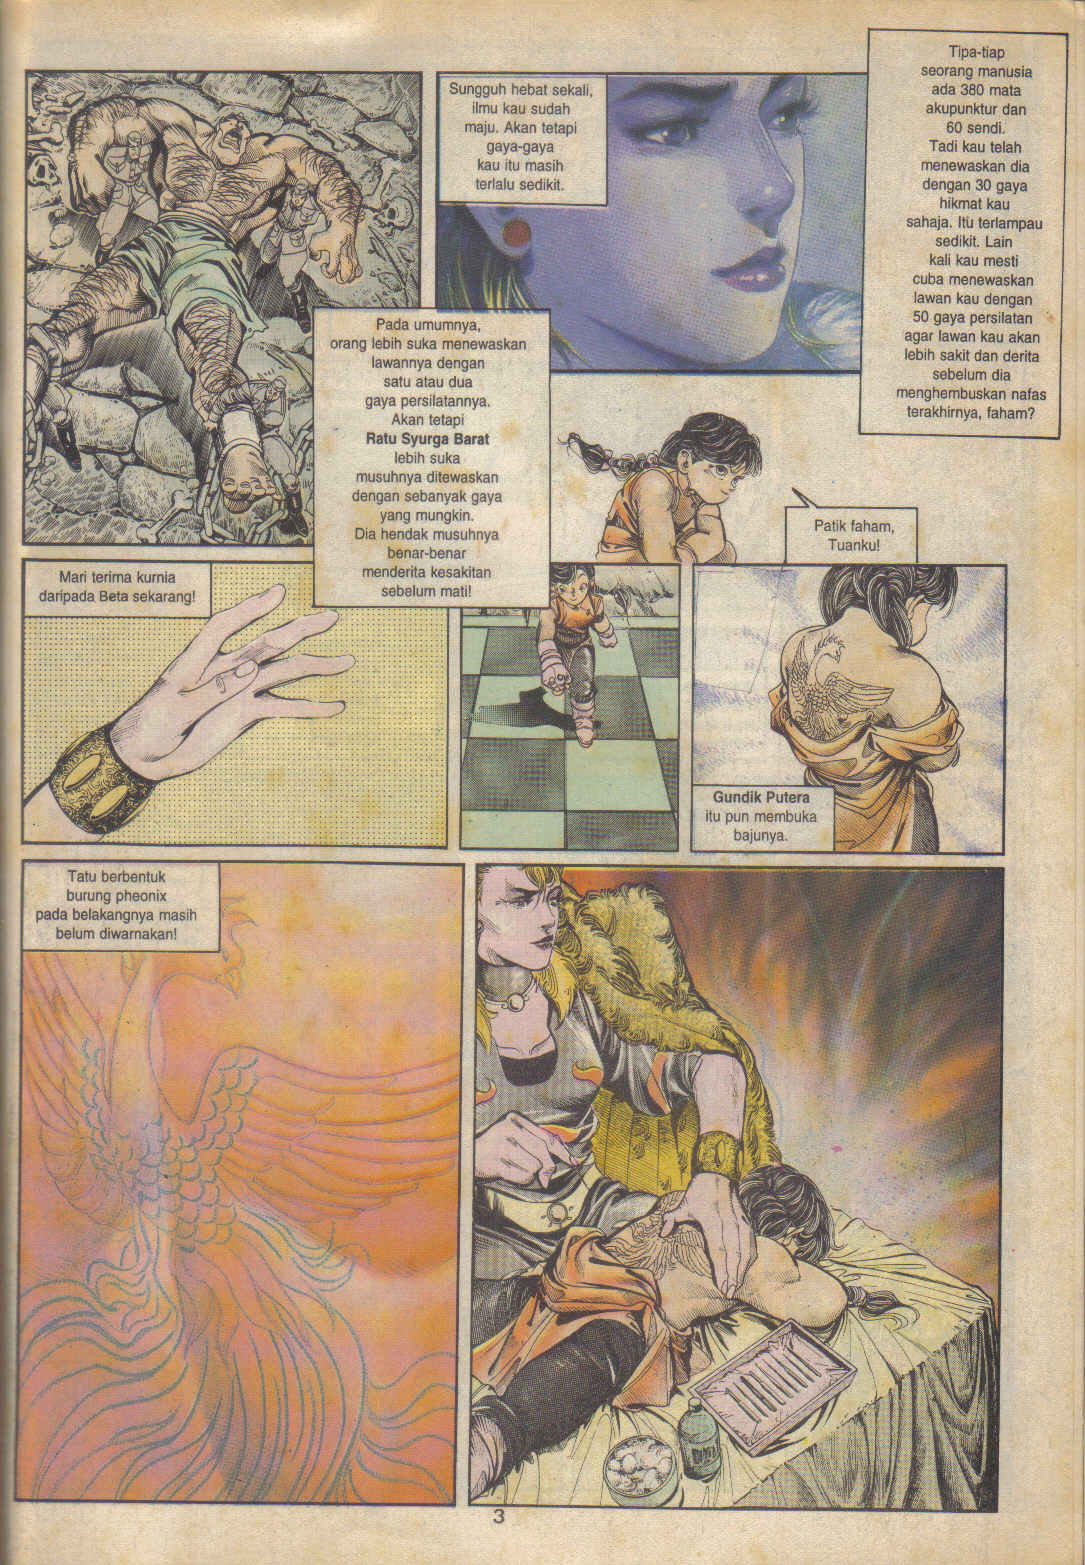 Sungguh hebat sekali,
ilmu kau sudah
maju. Akan tetapi
gaya-gaya
kau itu masih
terlalu sedikit.
Tipa-tiap
seorang manusia
ada 380 mata
akupunktur dan
60 sendi.
Tadi kau telah
menewaskan dia
dengan 30 gaya
hikmat kau
sahaja. Itu terlampau
sedikit. Lain
kali kau mesti
cuba menewaskan
lawan kau dengan
50 gaya persilatan
agar lawan kau akan
lebih sakit dan derita
sebelum dia
menghembuskan nafas
terakhirnya, faham?
Pada umumnya,
orang lebih suka menewaskan
lawannya dengan
satu atau dua
gaya persilatannya.
Akan tetapi
Ratu Syurga Barat
lebih suka
musuhnya ditewaskan
dengan sebanyak gaya
yang mungkin.
Dia hendak musuhnya
benar-benar
menderita kesakitan
sebelum mati!
Patik faham,
Tuanku!
Mari terima kurnia
daripada Beta sekarang!
Gundik Putera
itu pun membuka
bajunya.
Tatu berbentuk
burung pheonix
pada belakangnya masih
belum diwarnakan!
3